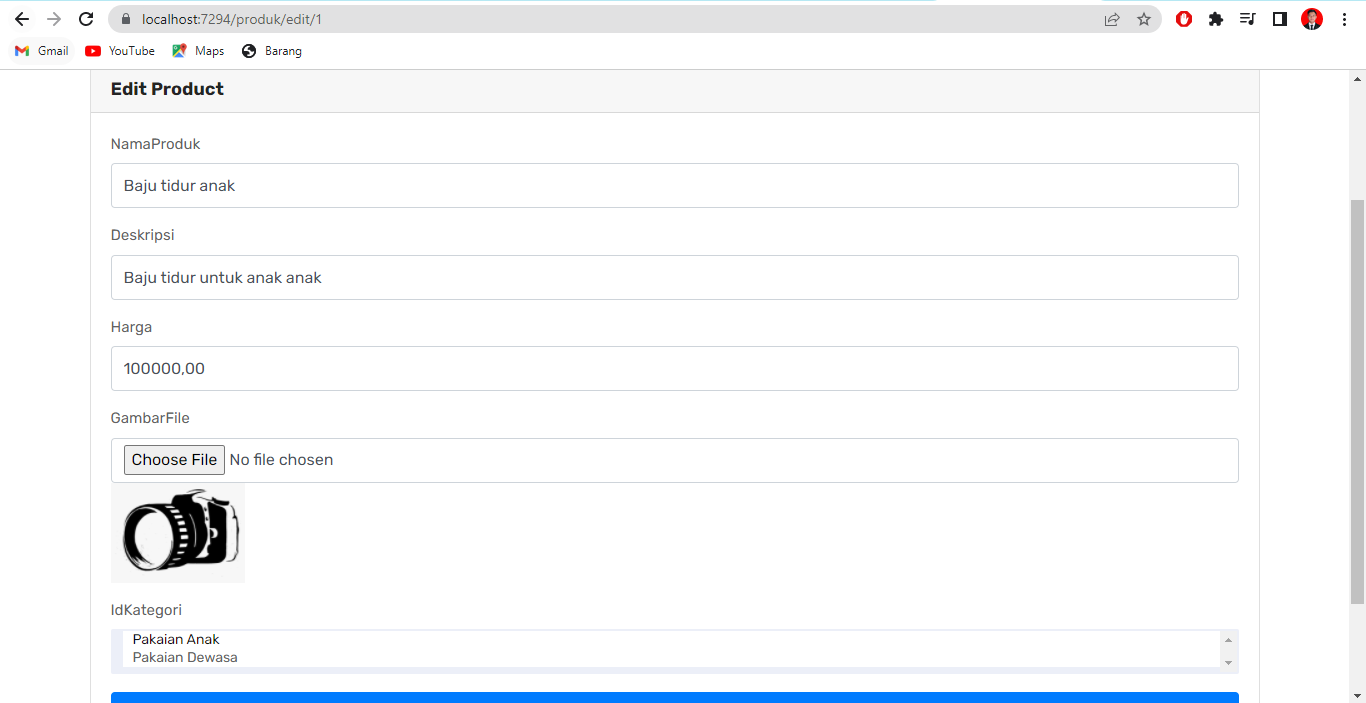 localhost:7294/produk/edit/1
Gmail YouTube Maps Barang
Edit Product
NamaProduk
Baju tidur anak
Deskripsi
Baju tidur untuk anak anak
Harga
100000,00
GambarFile
Choose File No file chosen
IdKategori
Pakaian Anak
Pakaian Dewasa